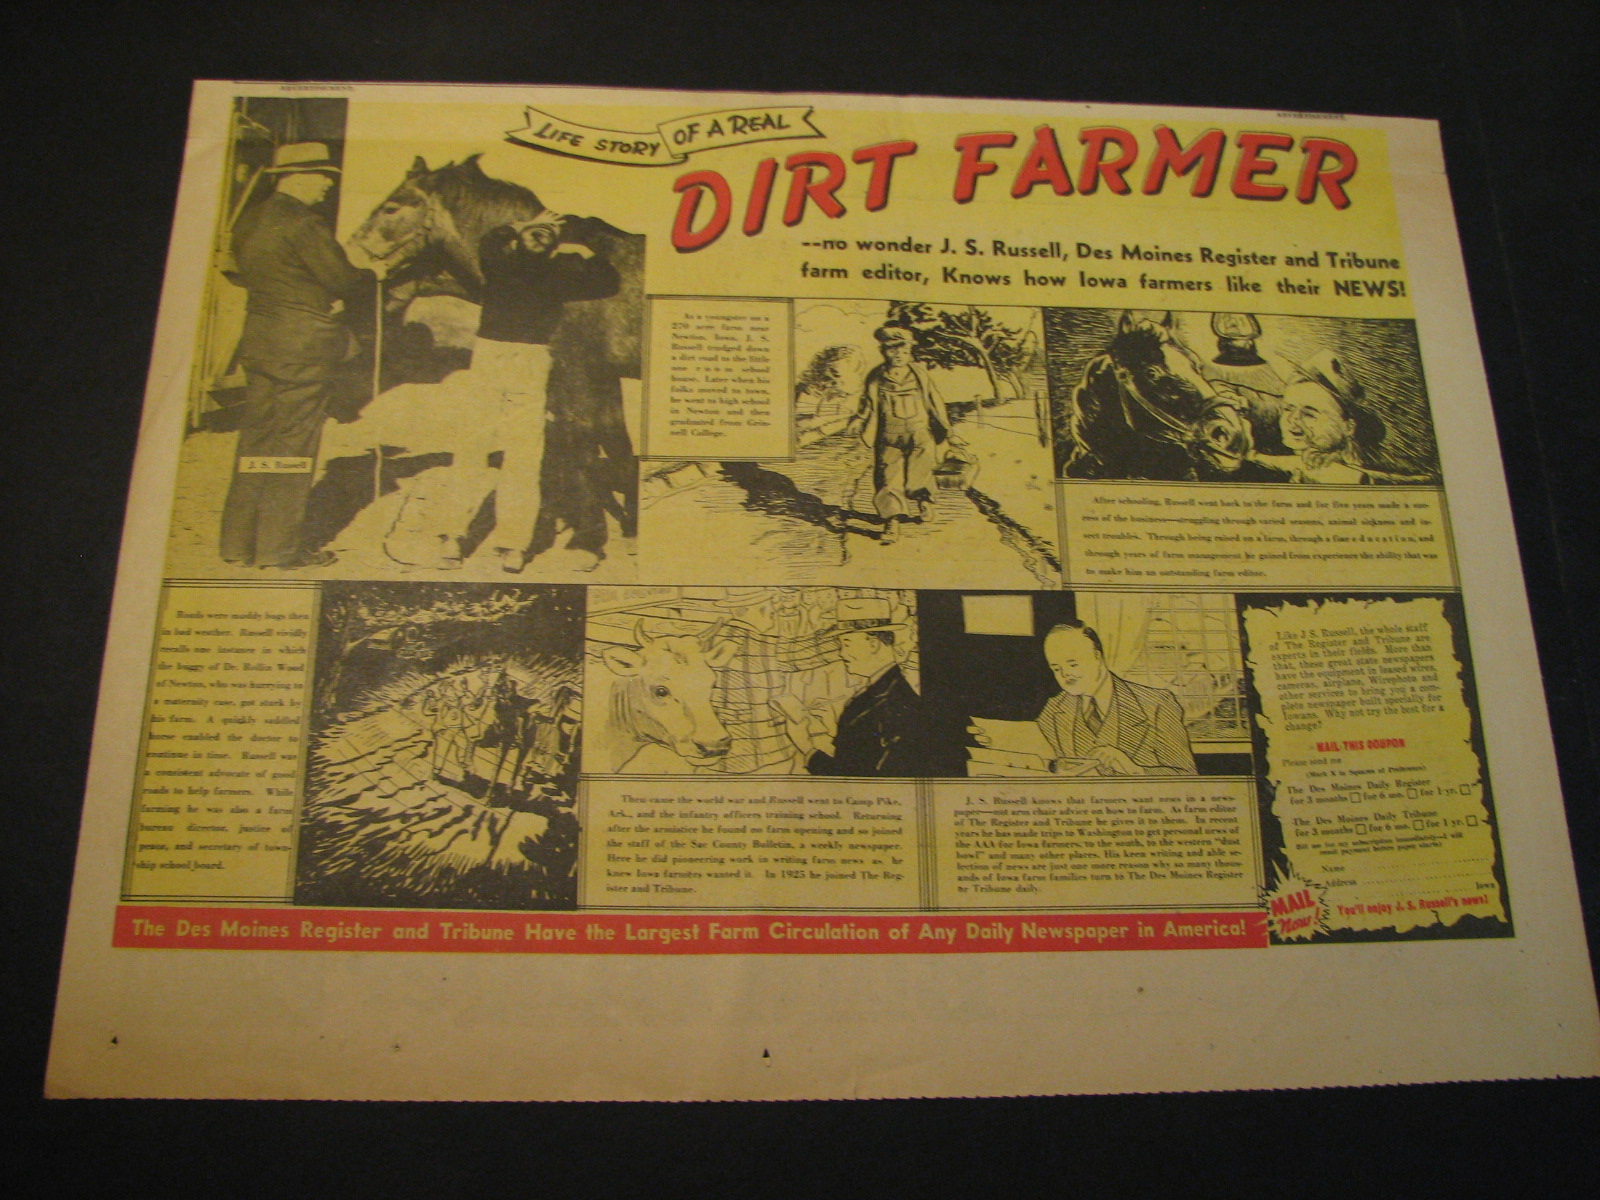 ADVERTISEMENT.
ADVERTISEMENT.
LIFE STORY OF A REAL
DIRT FARMER
--no wonder J. S. Russell, Des Moines Register and Tribune
farm editor, Knows how Iowa farmers like their NEWS!
J. S. Russell
As a youngster on a
270 acre farm near
Newton, Iowa, J. S.
Russell trudged down
a dirt road to the little
one room school
house. Later when his
folks moved to town,
he went to high school
in Newton and then
graduated from Grin-
nell College.
After schooling, Russell went back to the farm and for five years made a suc-
cess of the business—struggling through varied seasons, animal sickness and in-
sect troubles. Through being raised on a farm, through a fine education, and
through years of farm management he gained from experience the ability that was
to make him an outstanding farm editor.
Roads were muddy bogs then
in bad weather. Russell vividly
recalls one instance in which
the buggy of Dr. Rollin Wood
of Newton, who was hurrying to
a maternity case, got stuck by
his farm. A quickly saddled
horse enabled the doctor to
continue in time. Russell was
a consistent advocate of good
roads to help farmers. While
farming he was also a farm
bureau director, justice of
peace, and secretary of town-
ship school board.
Then came the world war and Russell went to Camp Pike,
Ark., and the infantry officers training school. Returning
after the armistice he found no farm opening and so joined
the staff of the Sac County Bulletin, a weekly newspaper.
Here he did pioneering work in writing farm news as he
knew Iowa farmers wanted it. In 1925 he joined The Reg-
ister and Tribune.
J. S. Russell knows that farmers want news in a news-
paper—not arm chair advice on how to farm. As farm editor
of The Register and Tribune he gives it to them. In recent
years he has made trips to Washington to get personal news of
the AAA for Iowa farmers, to the south, to the western "dust
bowl" and many other places. His keen writing and able se-
lection of news are just one more reason why so many thous-
ands of Iowa farm families turn to The Des Moines Register
or Tribune daily.
Like J. S. Russell, the whole staff
of The Register and Tribune are
experts in their fields. More than
that, these great state newspapers
have the equipment in leased wires,
cameras, airplane, Wirephoto and
other services to bring you a com-
plete newspaper built specially for
Iowans. Why not try the best for a
change?
MAIL THIS COUPON
Please send me
(Mark X in Squares of Preference)
The Des Moines Daily Register
for 3 months for 6 mo. for 1 yr.
The Des Moines Daily Tribune
for 3 months for 6 mo. for 1 yr.
Bill me for my subscription immediately—I will
remit payment before paper starts!
Name
Address
Iowa
MAIL Now!
You'll enjoy J. S. Russell's news!
The Des Moines Register and Tribune Have the Largest Farm Circulation of Any Daily Newspaper in America!